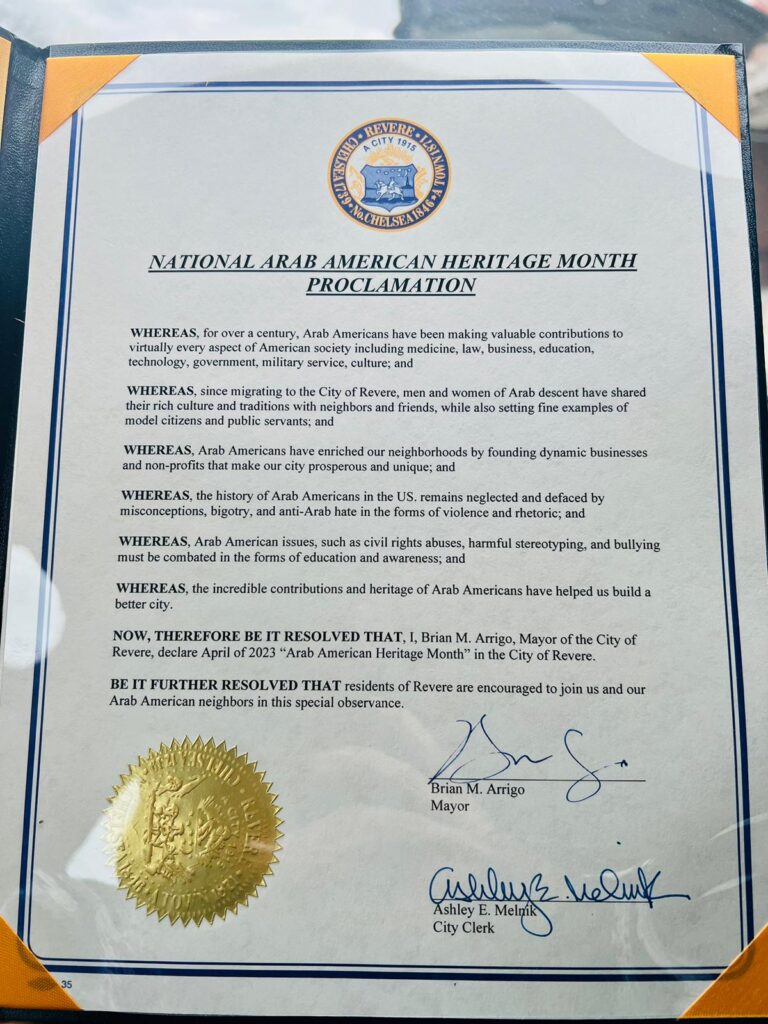 REVERE • A TOWN 1871 • No. CHELSEA 1846 • CHELSEA 1739
A CITY 1915
NATIONAL ARAB AMERICAN HERITAGE MONTH
PROCLAMATION
WHEREAS, for over a century, Arab Americans have been making valuable contributions to
virtually every aspect of American society including medicine, law, business, education,
technology, government, military service, culture; and
WHEREAS, since migrating to the City of Revere, men and women of Arab descent have shared
their rich culture and traditions with neighbors and friends, while also setting fine examples of
model citizens and public servants; and
WHEREAS, Arab Americans have enriched our neighborhoods by founding dynamic businesses
and non-profits that make our city prosperous and unique; and
WHEREAS, the history of Arab Americans in the US. remains neglected and defaced by
misconceptions, bigotry, and anti-Arab hate in the forms of violence and rhetoric; and
WHEREAS, Arab American issues, such as civil rights abuses, harmful stereotyping, and bullying
must be combated in the forms of education and awareness; and
WHEREAS, the incredible contributions and heritage of Arab Americans have helped us build a
better city.
NOW, THEREFORE BE IT RESOLVED THAT, I, Brian M. Arrigo, Mayor of the City of
Revere, declare April of 2023 “Arab American Heritage Month” in the City of Revere.
BE IT FURTHER RESOLVED THAT residents of Revere are encouraged to join us and our
Arab American neighbors in this special observance.
Brian M. Arrigo
Mayor
Ashley E. Melnik
Ashley E. Melnik
City Clerk
35